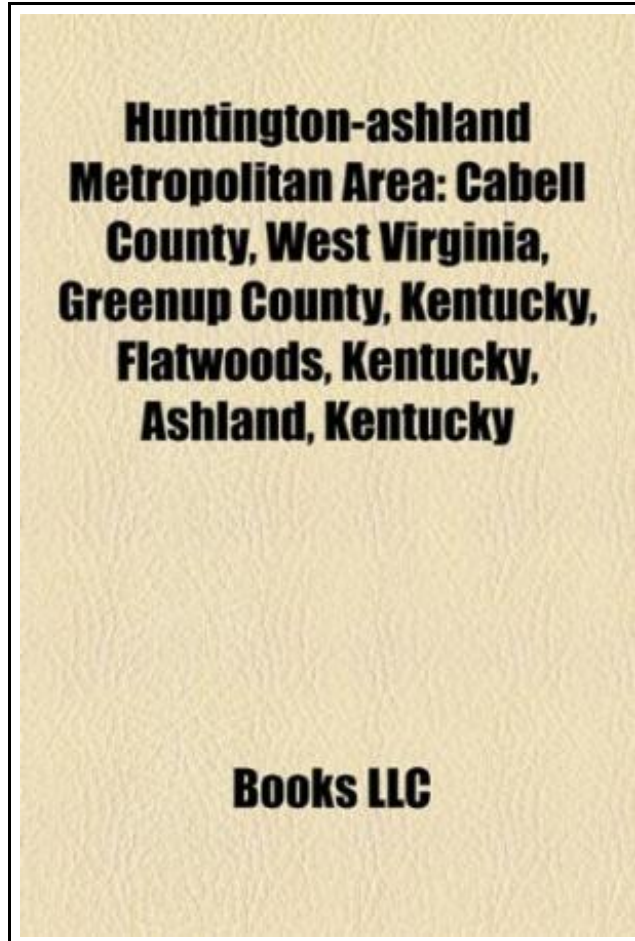 Huntington-ashland
Metropolitan Area: Cabell
County, West Virginia,
Greenup County, Kentucky,
Flatwoods, Kentucky,
Ashland, Kentucky
Books LLC